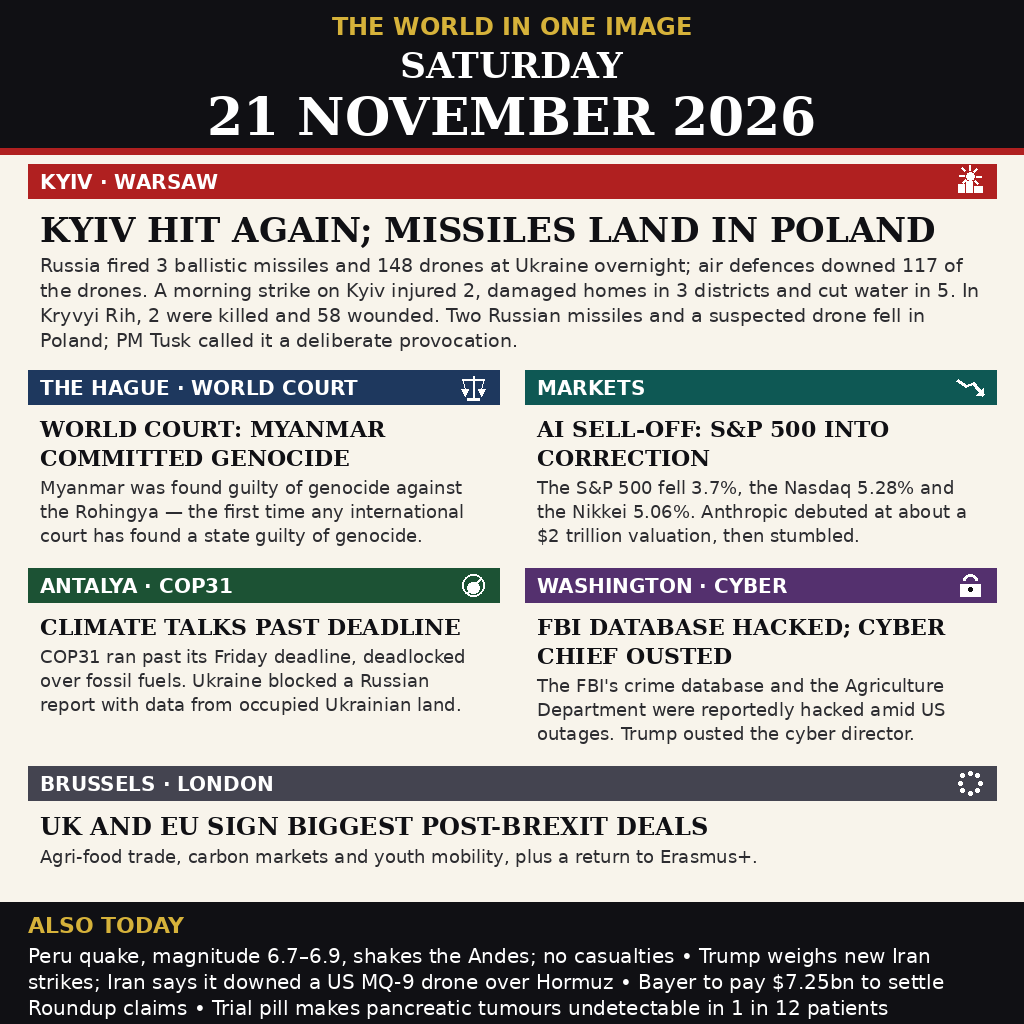 THE WORLD IN ONE IMAGE
SATURDAY
21 NOVEMBER 2026
KYIV · WARSAW
KYIV HIT AGAIN; MISSILES LAND IN POLAND
Russia fired 3 ballistic missiles and 148 drones at Ukraine overnight; air defences downed 117 of
the drones. A morning strike on Kyiv injured 2, damaged homes in 3 districts and cut water in 5. In
Kryvyi Rih, 2 were killed and 58 wounded. Two Russian missiles and a suspected drone fell in
Poland; PM Tusk called it a deliberate provocation.
THE HAGUE · WORLD COURT
WORLD COURT: MYANMAR
COMMITTED GENOCIDE
Myanmar was found guilty of genocide against
the Rohingya — the first time any international
court has found a state guilty of genocide.
MARKETS
AI SELL-OFF: S&P 500 INTO
CORRECTION
The S&P 500 fell 3.7%, the Nasdaq 5.28% and
the Nikkei 5.06%. Anthropic debuted at about a
$2 trillion valuation, then stumbled.
ANTALYA · COP31
CLIMATE TALKS PAST DEADLINE
COP31 ran past its Friday deadline, deadlocked
over fossil fuels. Ukraine blocked a Russian
report with data from occupied Ukrainian land.
WASHINGTON · CYBER
FBI DATABASE HACKED; CYBER
CHIEF OUSTED
The FBI's crime database and the Agriculture
Department were reportedly hacked amid US
outages. Trump ousted the cyber director.
BRUSSELS · LONDON
UK AND EU SIGN BIGGEST POST-BREXIT DEALS
Agri-food trade, carbon markets and youth mobility, plus a return to Erasmus+.
ALSO TODAY
Peru quake, magnitude 6.7–6.9, shakes the Andes; no casualties • Trump weighs new Iran
strikes; Iran says it downed a US MQ-9 drone over Hormuz • Bayer to pay $7.25bn to settle
Roundup claims • Trial pill makes pancreatic tumours undetectable in 1 in 12 patients